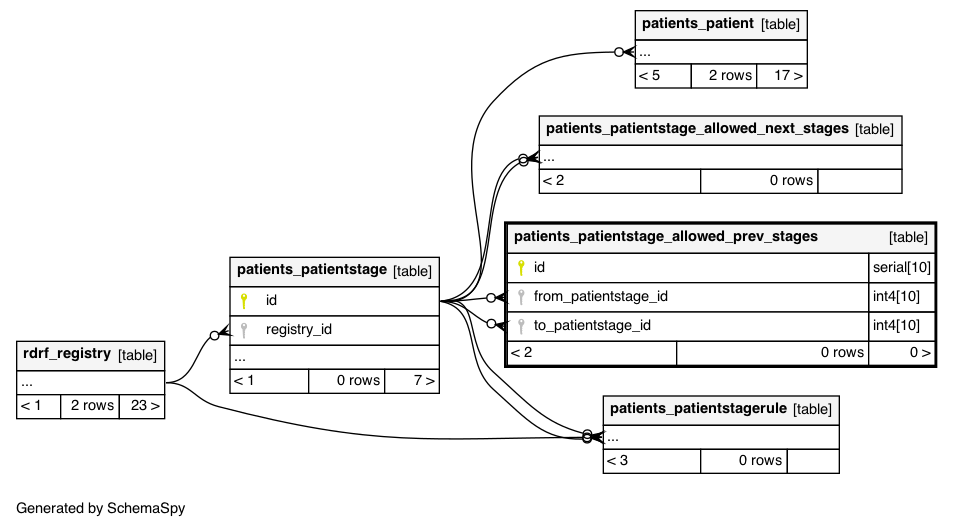 patients_patient [table]
...
< 5 2 rows 17 >
patients_patientstage_allowed_next_stages [table]
...
< 2 0 rows
patients_patientstage_allowed_prev_stages [table]
id serial[10]
from_patientstage_id int4[10]
to_patientstage_id int4[10]
< 2 0 rows 0 >
patients_patientstage [table]
id
registry_id
...
< 1 0 rows 7 >
rdrf_registry [table]
...
< 1 2 rows 23 >
patients_patientstagerule [table]
...
< 3 0 rows
Generated by SchemaSpy